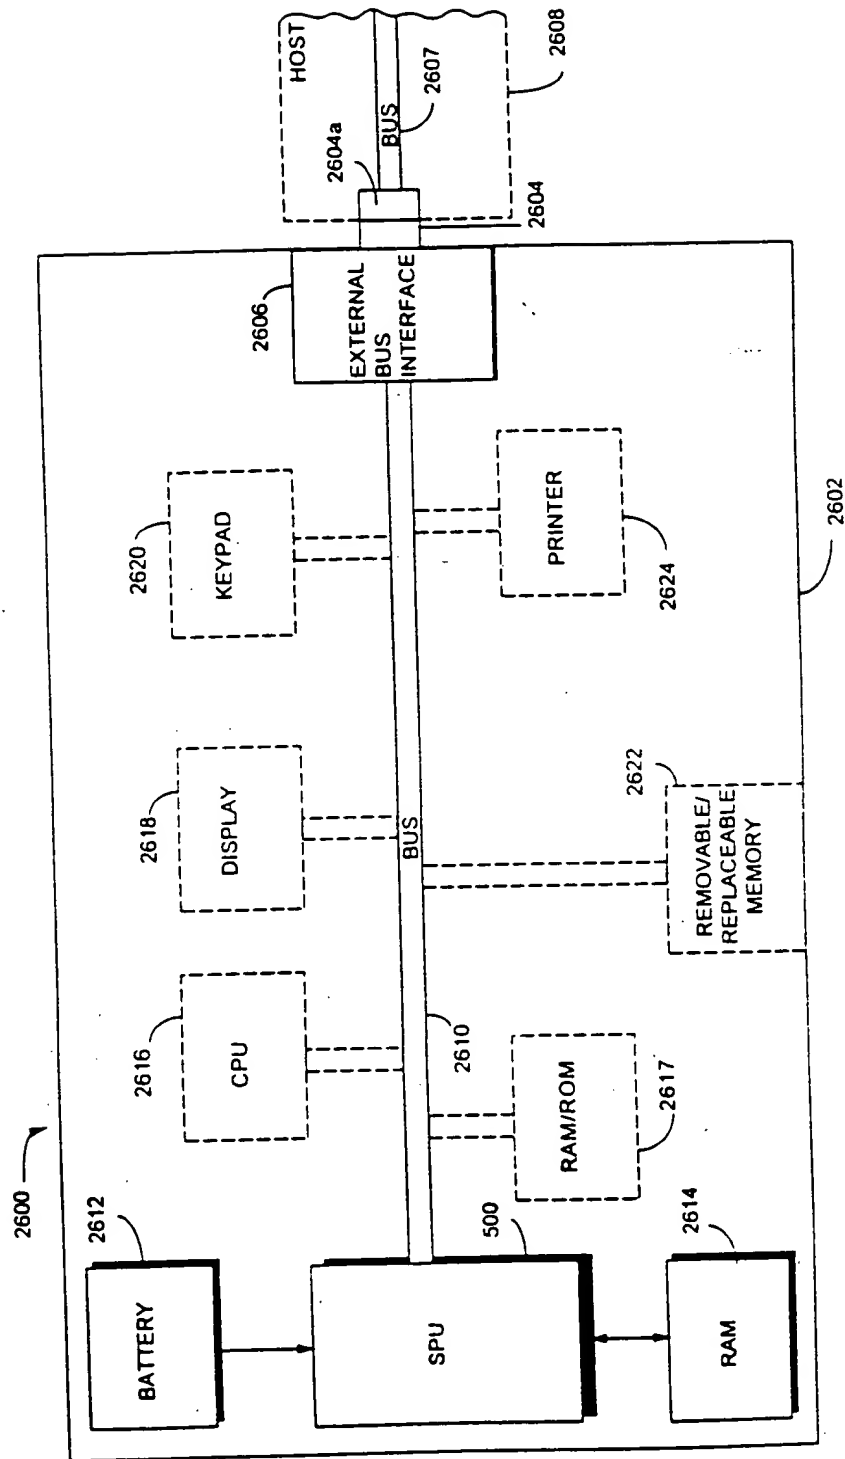 2600
BATTERY
2612
SPU
500
RAM
2614
CPU
2616
RAM/ROM
2617
BUS
2610
DISPLAY
2618
REMOVABLE/
REPLACEABLE
MEMORY
2622
KEYPAD
2620
PRINTER
2624
2602
EXTERNAL
BUS
INTERFACE
2606
2604a
2604
HOST
BUS
2607
2608